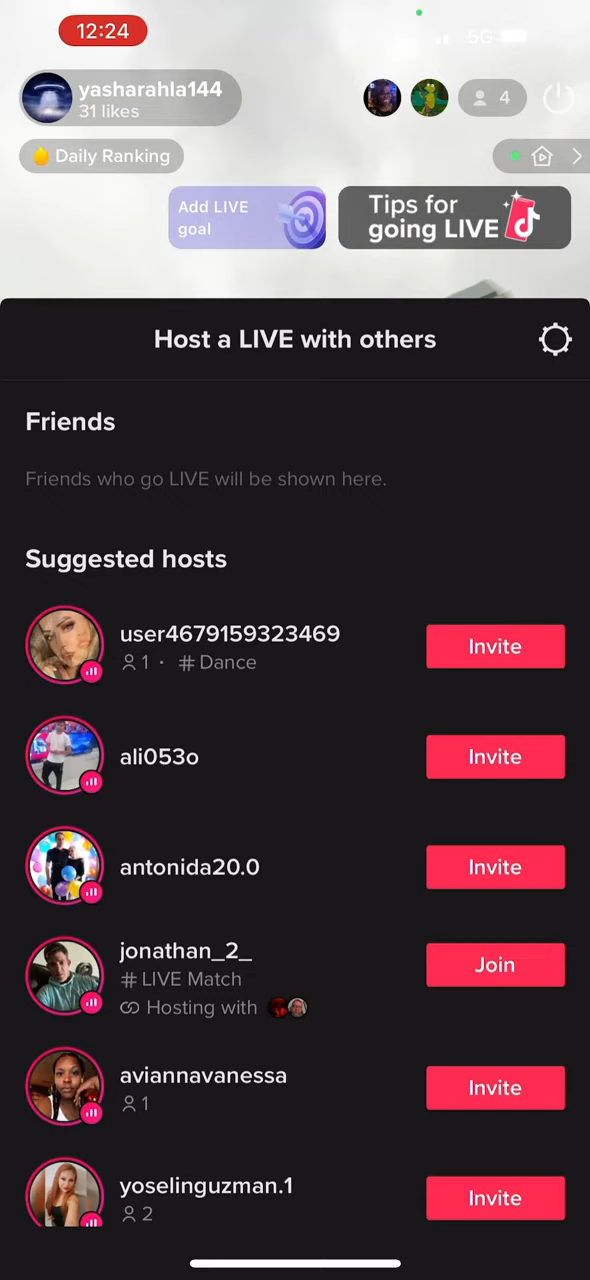 12:24
5G
yasharahla144
31 likes
4
Daily Ranking
Add LIVE
goal
Tips for
going LIVE
Host a LIVE with others
Friends
Friends who go LIVE will be shown here.
Suggested hosts
user4679159323469
1 · # Dance
Invite
ali053o
Invite
antonida20.0
Invite
jonathan_2_
# LIVE Match
Hosting with
Join
aviannavanessa
1
Invite
yoselinguzman.1
2
Invite